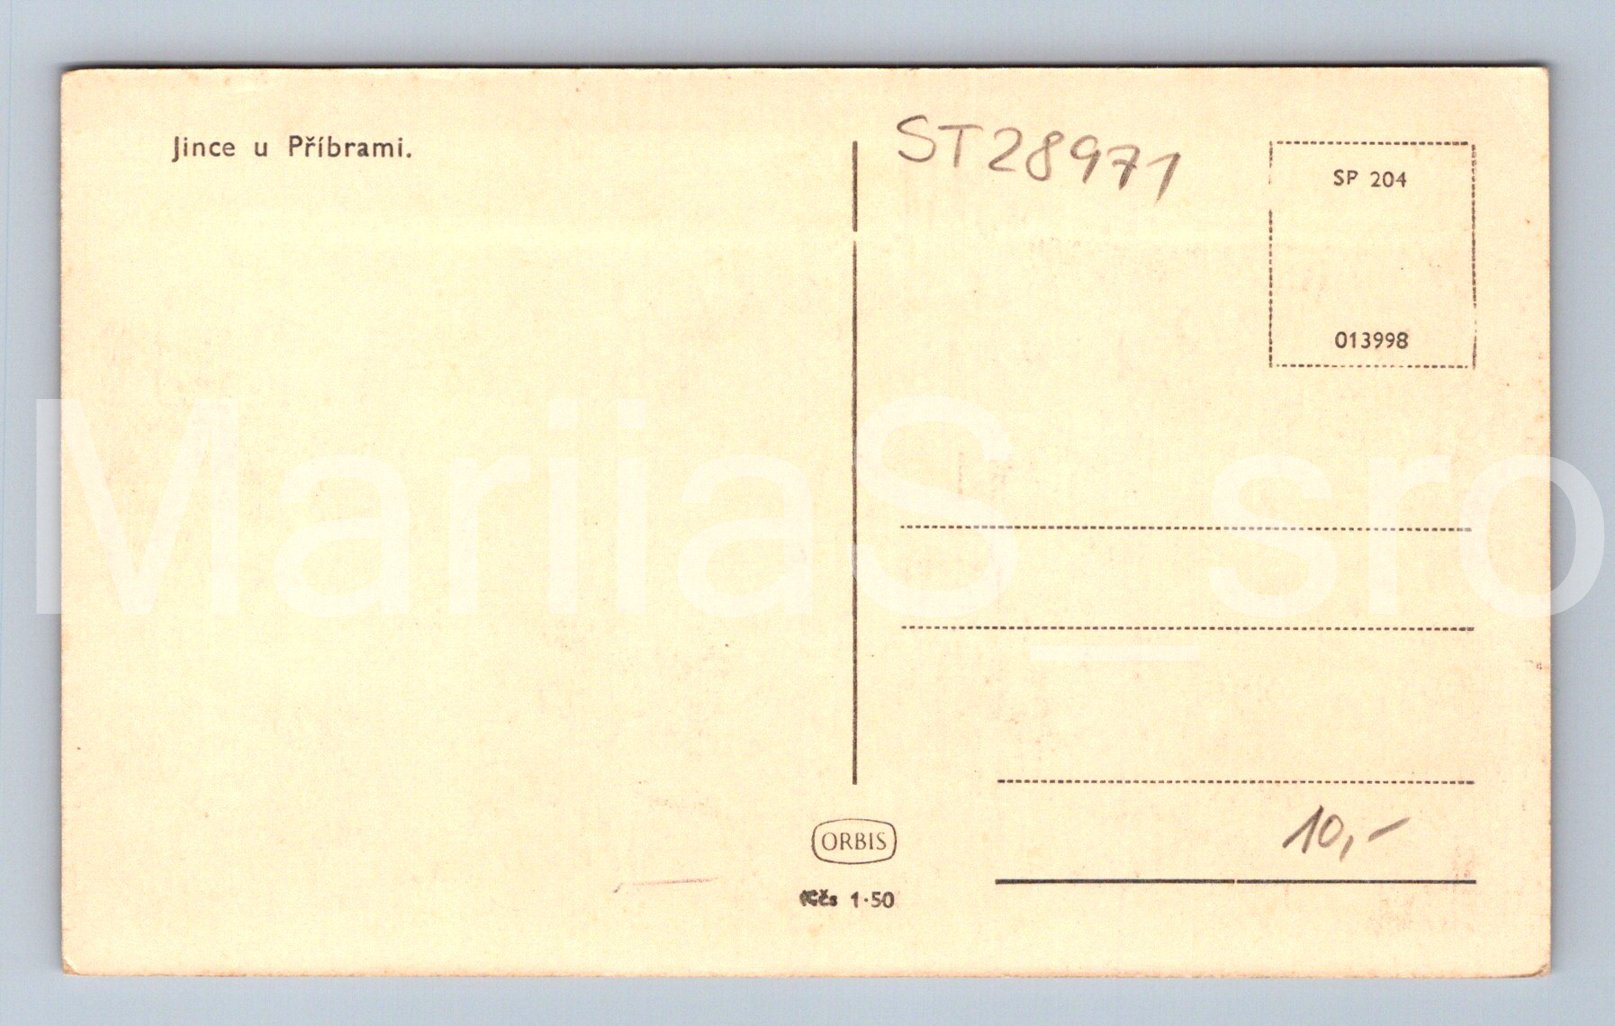 Jince u Příbrami.
ST28971
SP 204
013998
MariiaS_sro
10,-
ORBIS
Kčs 1·50